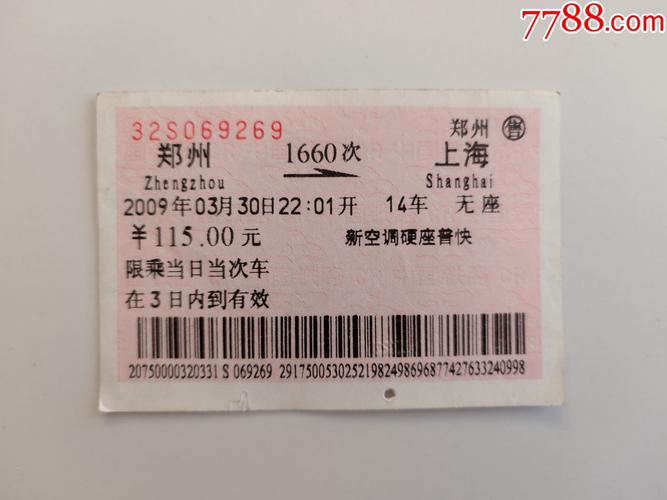 7788.com
32S069269
郑州 售
郑州 1660次 上海
Zhengzhou Shanghai
2009年03月30日22:01开 14车 无座
￥115.00元 新空调硬座普快
限乘当日当次车
在3日内到有效
20750000320331 S 069269 29175005302521982498696877427633240998